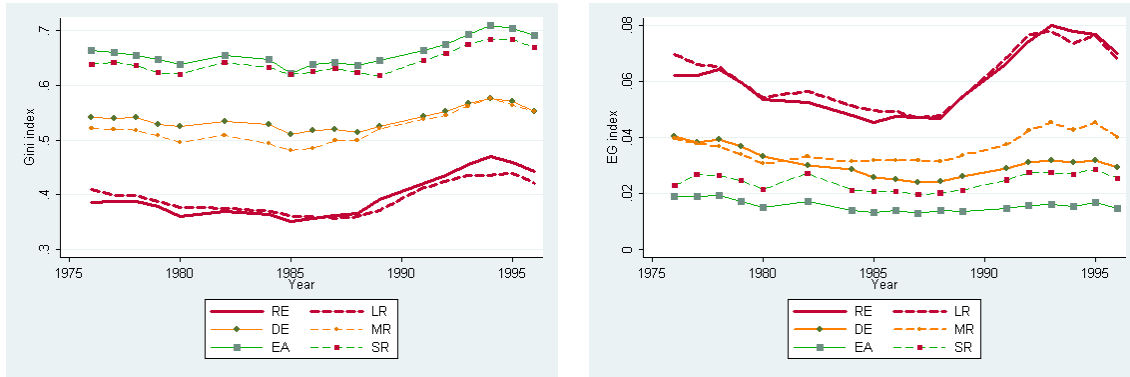 Gini index
.7
.6
.5
.4
.3
1975 1980 1985 1990 1995
Year
RE LR
DE MR
EA SR
EG index
.08
.06
.04
.02
0
1975 1980 1985 1990 1995
Year
RE LR
DE MR
EA SR